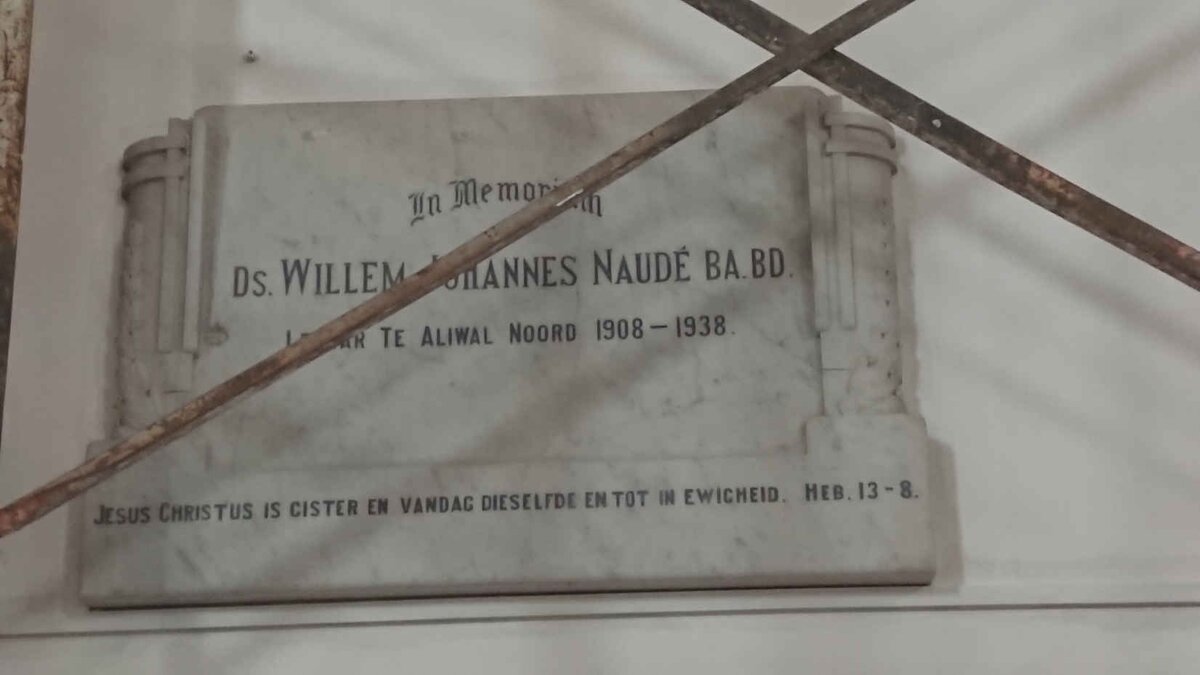 In Memoriam
Ds. WILLEM JOHANNES NAUDÉ BA. BD.
TE ALIWAL NOORD 1908 – 1938.
JESUS CHRISTUS IS GISTER EN VANDAG DIESELFDE EN TOT IN EWIGHEID. HEB. 13 - 8.